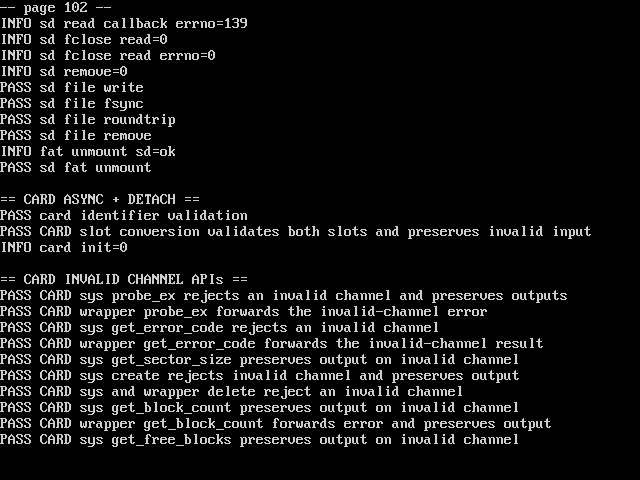 -- page 102 --
INFO sd read callback errno=139
INFO sd fclose read=0
INFO sd fclose read errno=0
INFO sd remove=0
PASS sd file write
PASS sd file fsync
PASS sd file roundtrip
PASS sd file remove
INFO fat unmount sd=ok
PASS sd fat unmount
== CARD ASYNC + DETACH ==
PASS card identifier validation
PASS CARD slot conversion validates both slots and preserves invalid input
INFO card init=0
== CARD INVALID CHANNEL APIs ==
PASS CARD sys probe_ex rejects an invalid channel and preserves outputs
PASS CARD wrapper probe_ex forwards the invalid-channel error
PASS CARD sys get_error_code rejects an invalid channel
PASS CARD wrapper get_error_code forwards the invalid-channel result
PASS CARD sys get_sector_size preserves output on invalid channel
PASS CARD sys create rejects invalid channel and preserves output
PASS CARD sys and wrapper delete reject an invalid channel
PASS CARD sys get_block_count preserves output on invalid channel
PASS CARD wrapper get_block_count forwards error and preserves output
PASS CARD sys get_free_blocks preserves output on invalid channel